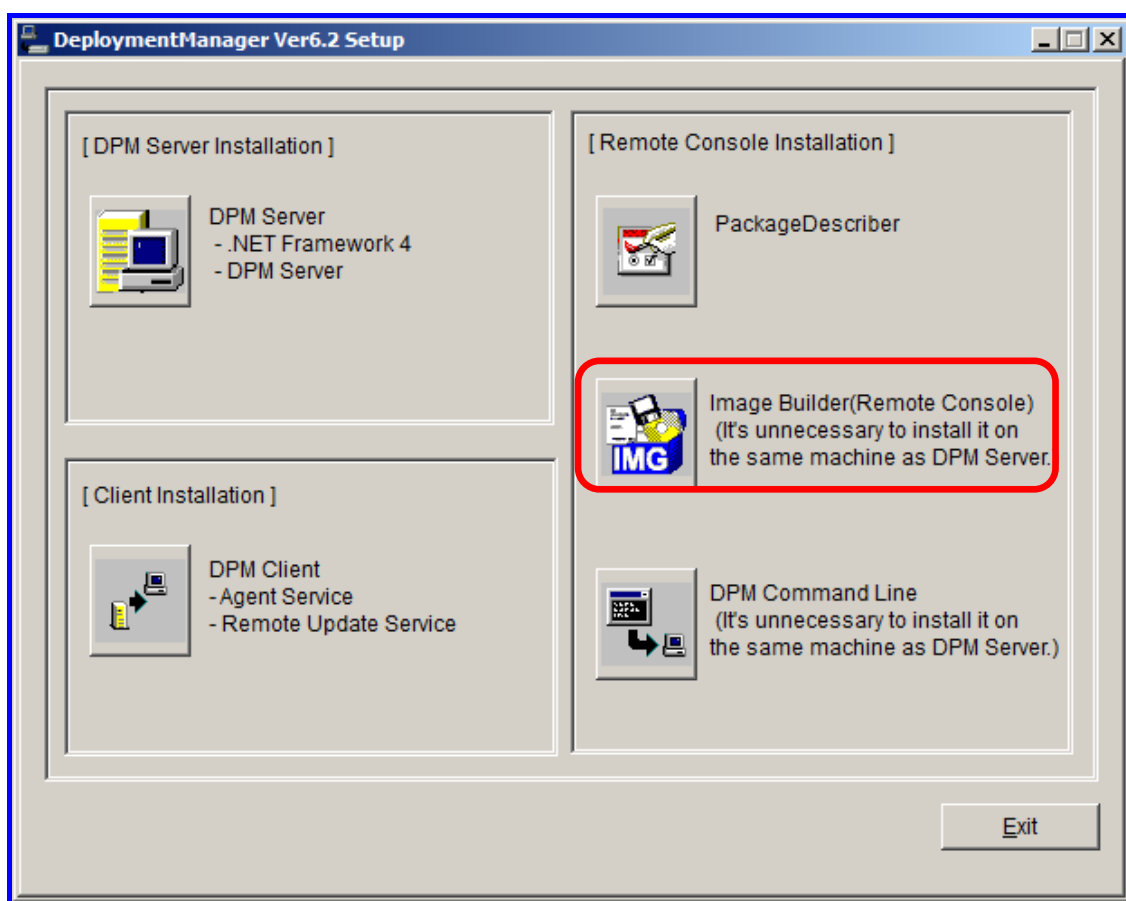 DeploymentManager Ver6.2 Setup
[ DPM Server Installation ]
DPM Server
- .NET Framework 4
- DPM Server
[ Client Installation ]
DPM Client
- Agent Service
- Remote Update Service
[ Remote Console Installation ]
PackageDescriber
IMG
Image Builder(Remote Console)
(It's unnecessary to install it on
the same machine as DPM Server.
DPM Command Line
(It's unnecessary to install it on
the same machine as DPM Server.)
Exit